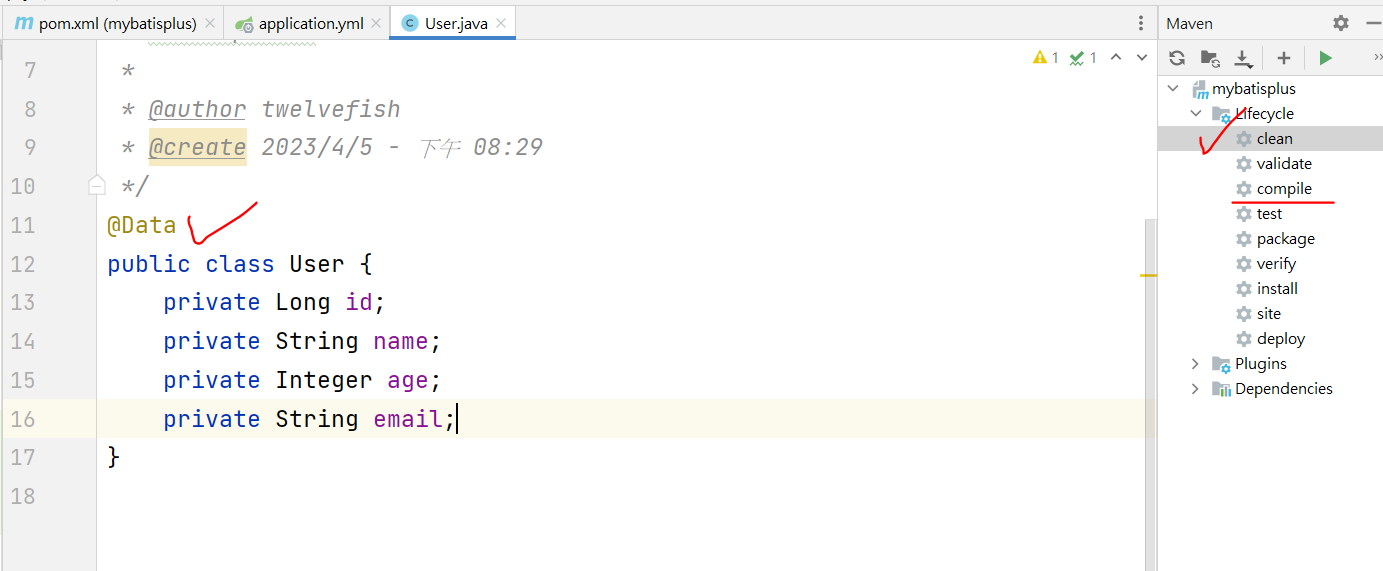 pom.xml (mybatisplus)
application.yml
User.java
Maven
1
1
7 *
8 * @author twelvefish
9 * @create 2023/4/5 - 下午 08:29
10 */
11 @Data
12 public class User {
13 private Long id;
14 private String name;
15 private Integer age;
16 private String email;
17 }
18
mybatisplus
Lifecycle
clean
validate
compile
test
package
verify
install
site
deploy
Plugins
Dependencies